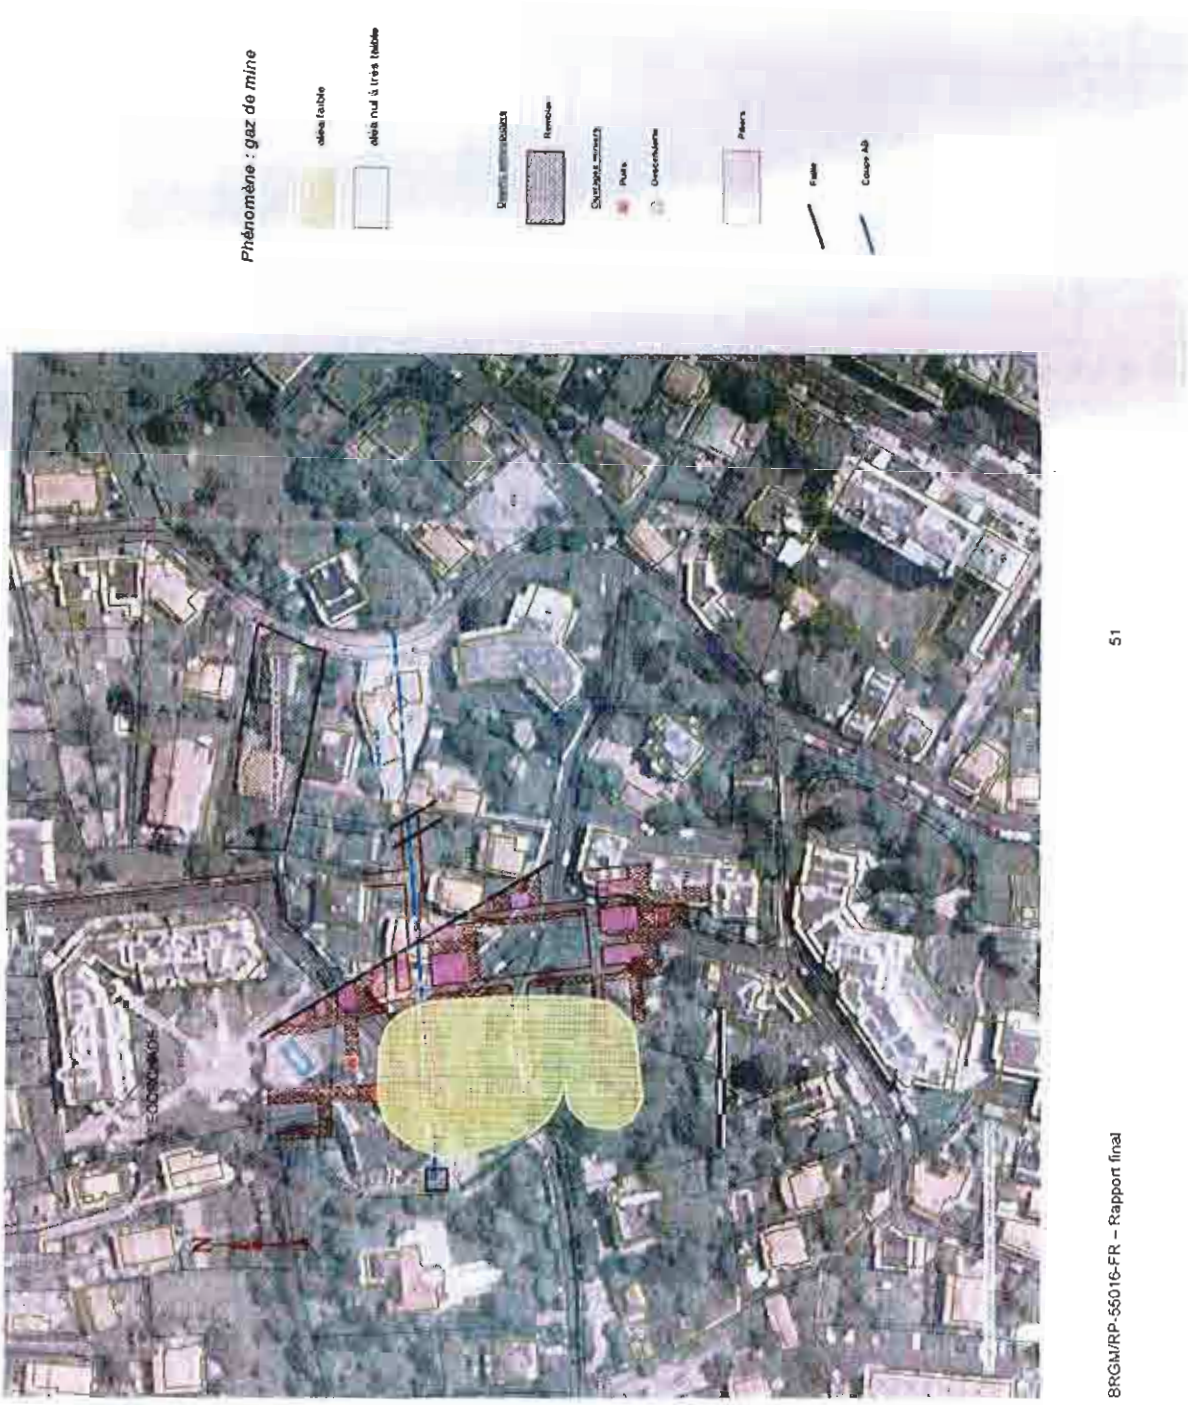 Phénomène : gaz de mine
aléa faible
aléa nul à très faible
Remblai
Ouvrages miniers
Puits
Descenderie
Piliers
Faille
Coupe AB
N
51
BRGM/RP-55016-FR – Rapport final